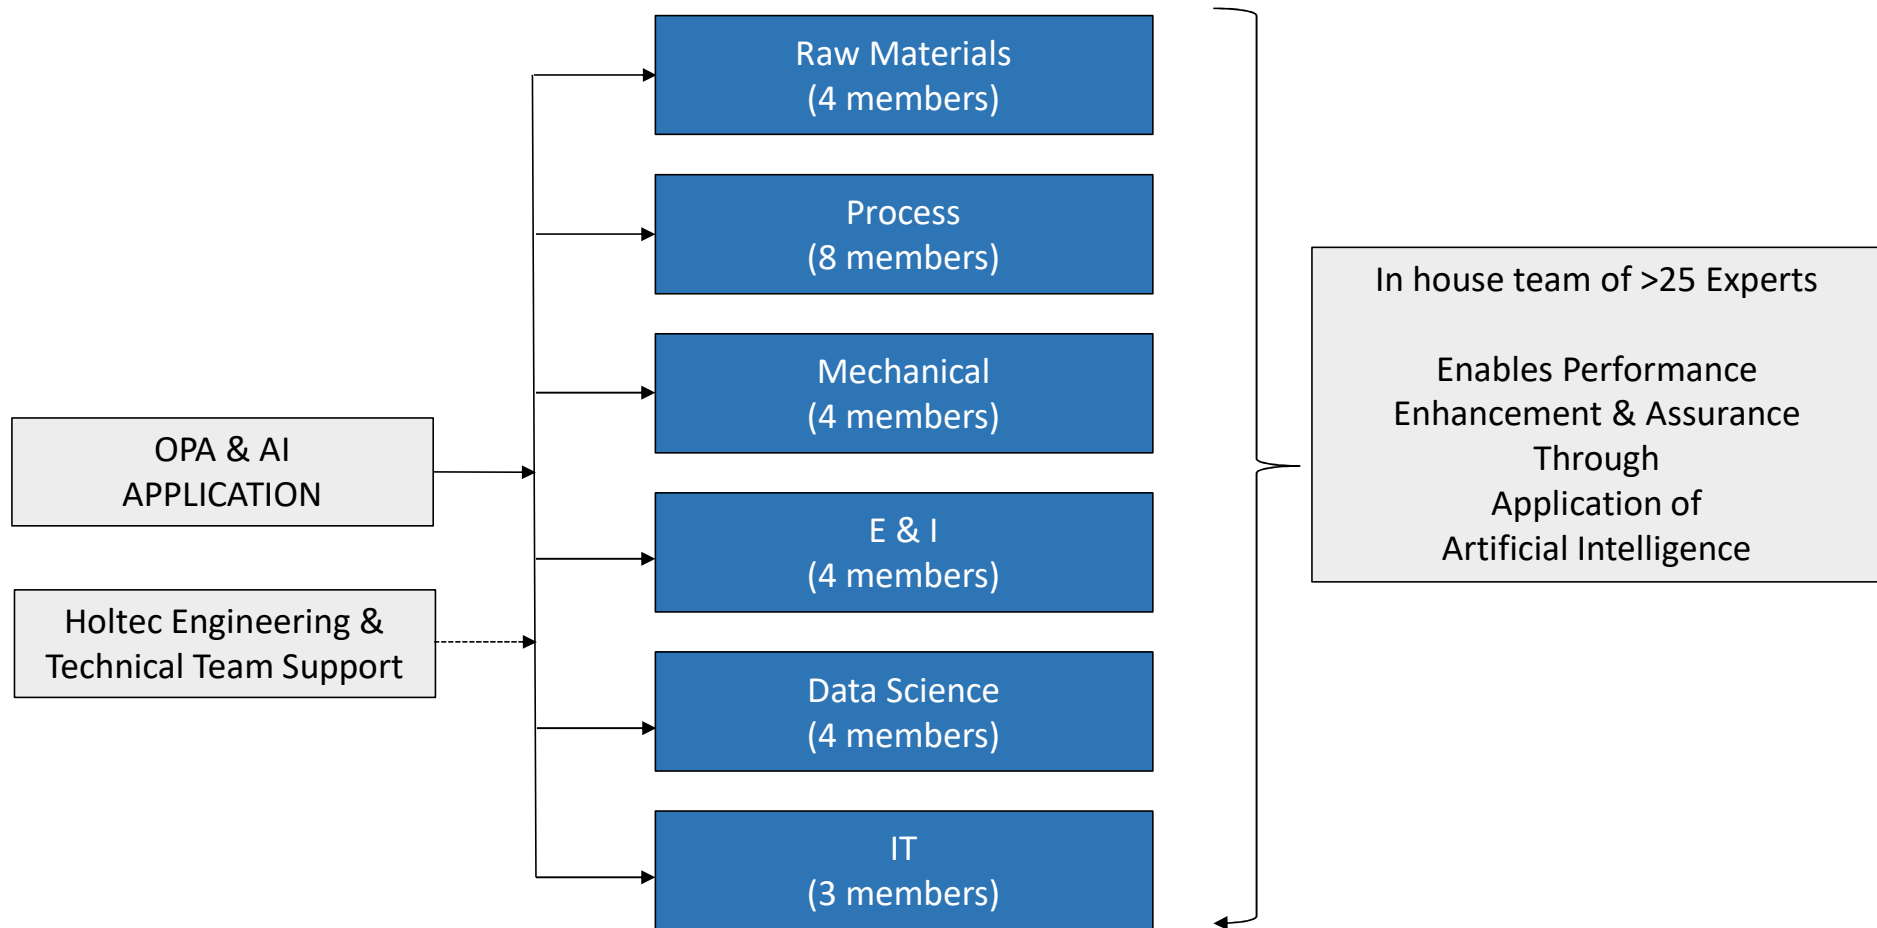 OPA & AI
APPLICATION
Holtec Engineering &
Technical Team Support
Raw Materials
(4 members)
Process
(8 members)
Mechanical
(4 members)
E & I
(4 members)
Data Science
(4 members)
IT
(3 members)
In house team of >25 Experts
Enables Performance
Enhancement & Assurance
Through
Application of
Artificial Intelligence